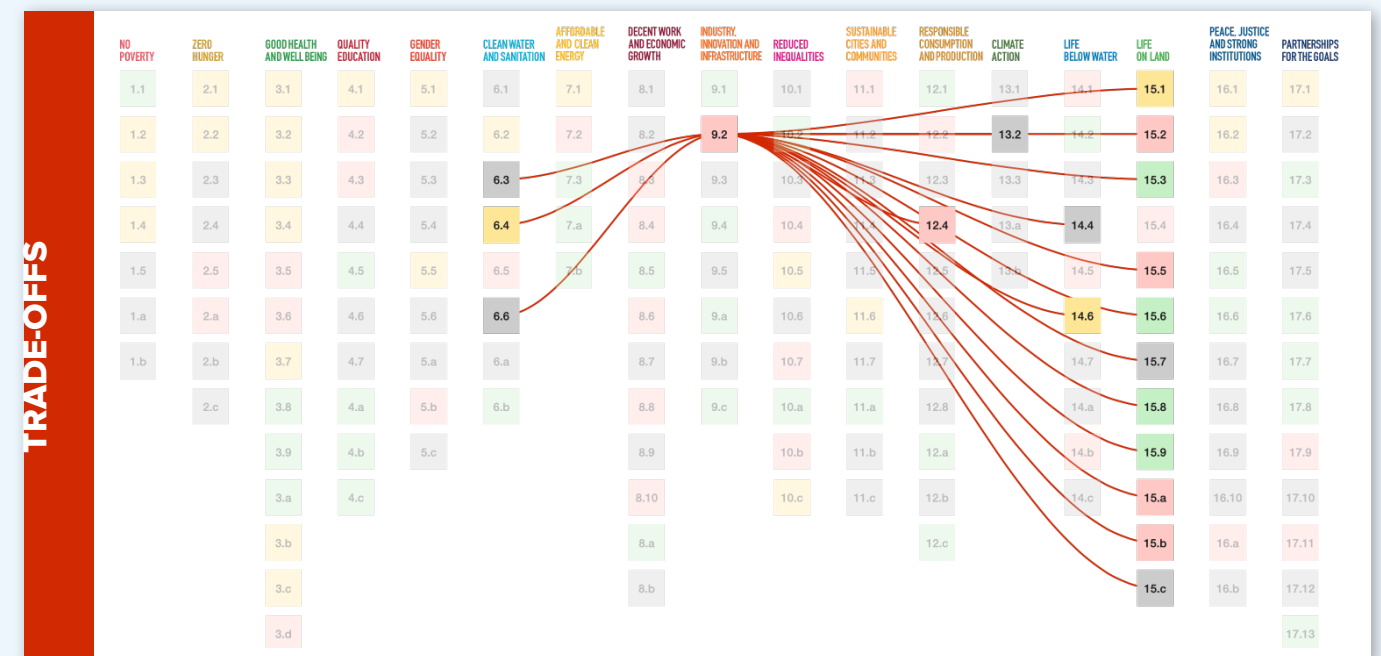 TRADE-OFFS
NO
POVERTY
ZERO
HUNGER
GOOD HEALTH
AND WELL BEING
QUALITY
EDUCATION
GENDER
EQUALITY
CLEAN WATER
AND SANITATION
AFFORDABLE
AND CLEAN
ENERGY
DECENT WORK
AND ECONOMIC
GROWTH
INDUSTRY,
INNOVATION AND
INFRASTRUCTURE
REDUCED
INEQUALITIES
SUSTAINABLE
CITIES AND
COMMUNITIES
RESPONSIBLE
CONSUMPTION
AND PRODUCTION
CLIMATE
ACTION
LIFE
BELOW WATER
LIFE
ON LAND
PEACE, JUSTICE
AND STRONG
INSTITUTIONS
PARTNERSHIPS
FOR THE GOALS
1.1 2.1 3.1 4.1 5.1 6.1 7.1 8.1 9.1 10.1 11.1 12.1 13.1 14.1 15.1 16.1 17.1
1.2 2.2 3.2 4.2 5.2 6.2 7.2 8.2 9.2 10.2 11.2 12.2 13.2 14.2 15.2 16.2 17.2
1.3 2.3 3.3 4.3 5.3 6.3 7.3 8.3 9.3 10.3 11.3 12.3 13.3 14.3 15.3 16.3 17.3
1.4 2.4 3.4 4.4 5.4 6.4 7.a 8.4 9.4 10.4 11.4 12.4 13.a 14.4 15.4 16.4 17.4
1.5 2.5 3.5 4.5 5.5 6.5 7.b 8.5 9.5 10.5 11.5 12.5 13.b 14.5 15.5 16.5 17.5
1.a 2.a 3.6 4.6 5.6 6.6 8.6 9.a 10.6 11.6 12.6 14.6 15.6 16.6 17.6
1.b 2.b 3.7 4.7 5.a 6.a 8.7 9.b 10.7 11.7 12.7 14.7 15.7 16.7 17.7
2.c 3.8 4.a 5.b 6.b 8.8 9.c 10.a 11.a 12.8 14.a 15.8 16.8 17.8
3.9 4.b 5.c 8.9 10.b 11.b 12.a 14.b 15.9 16.9 17.9
3.a 4.c 8.10 10.c 11.c 12.b 14.c 15.a 16.10 17.10
3.b 8.a 12.c 15.b 16.a 17.11
3.c 8.b 15.c 16.b 17.12
3.d 17.13